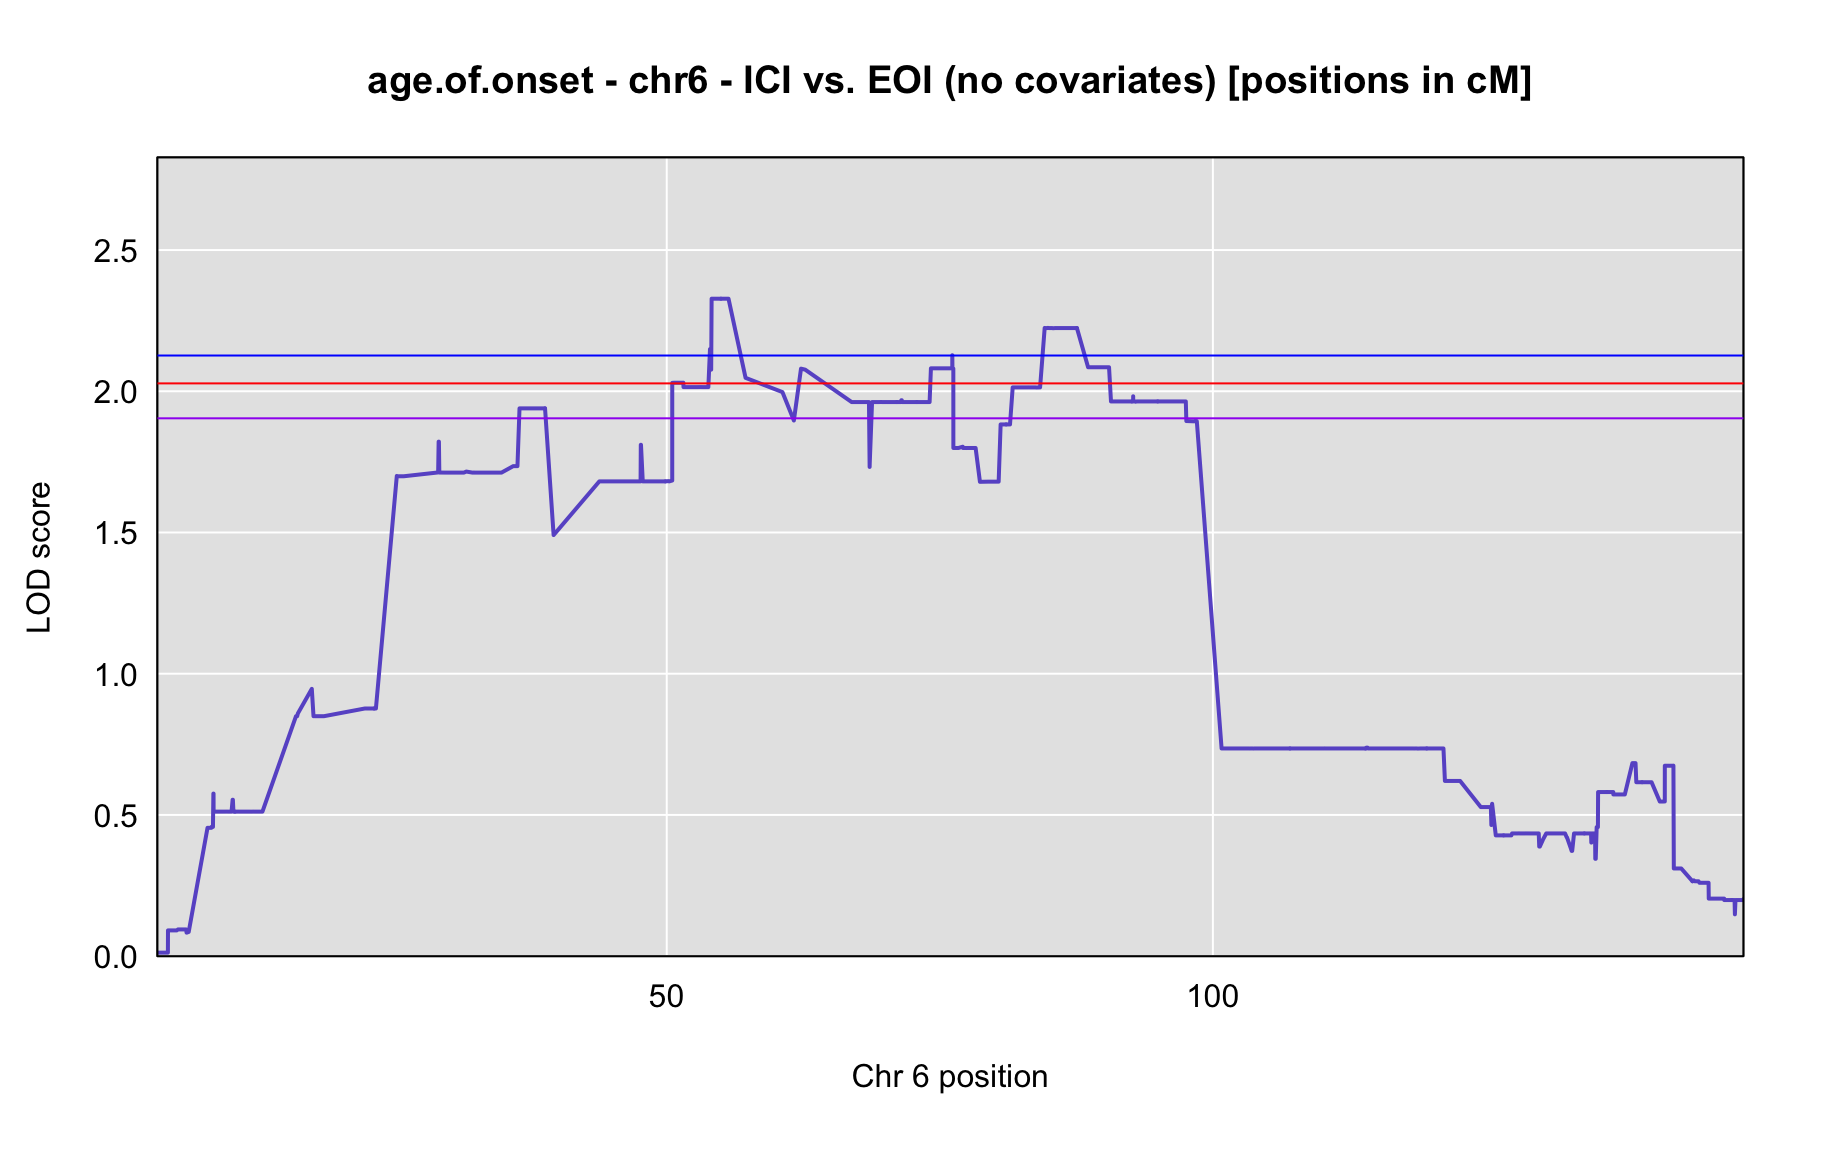 age.of.onset - chr6 - ICI vs. EOI (no covariates) [positions in cM]
LOD score
2.5
2.0
1.5
1.0
0.5
0.0
50 100
Chr 6 position